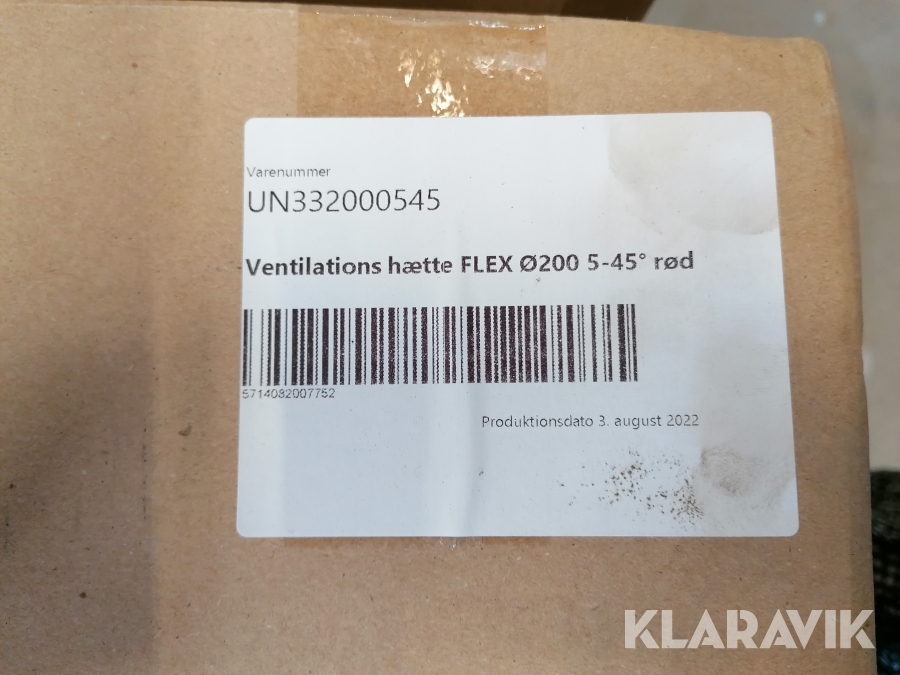 Varenummer
UN332000545
Ventilations hætte FLEX Ø200 5-45° rød
5714082007752
Produktionsdato 3. august 2022
KLARAVIK